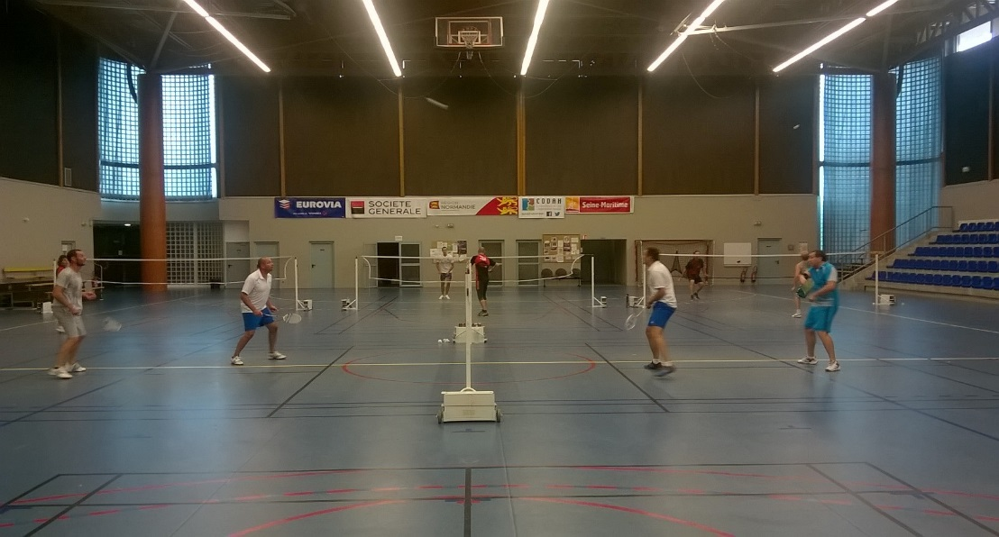 EUROVIA
SOCIETE
GENERALE
NORMANDIE
CODAH
Seine-Maritime